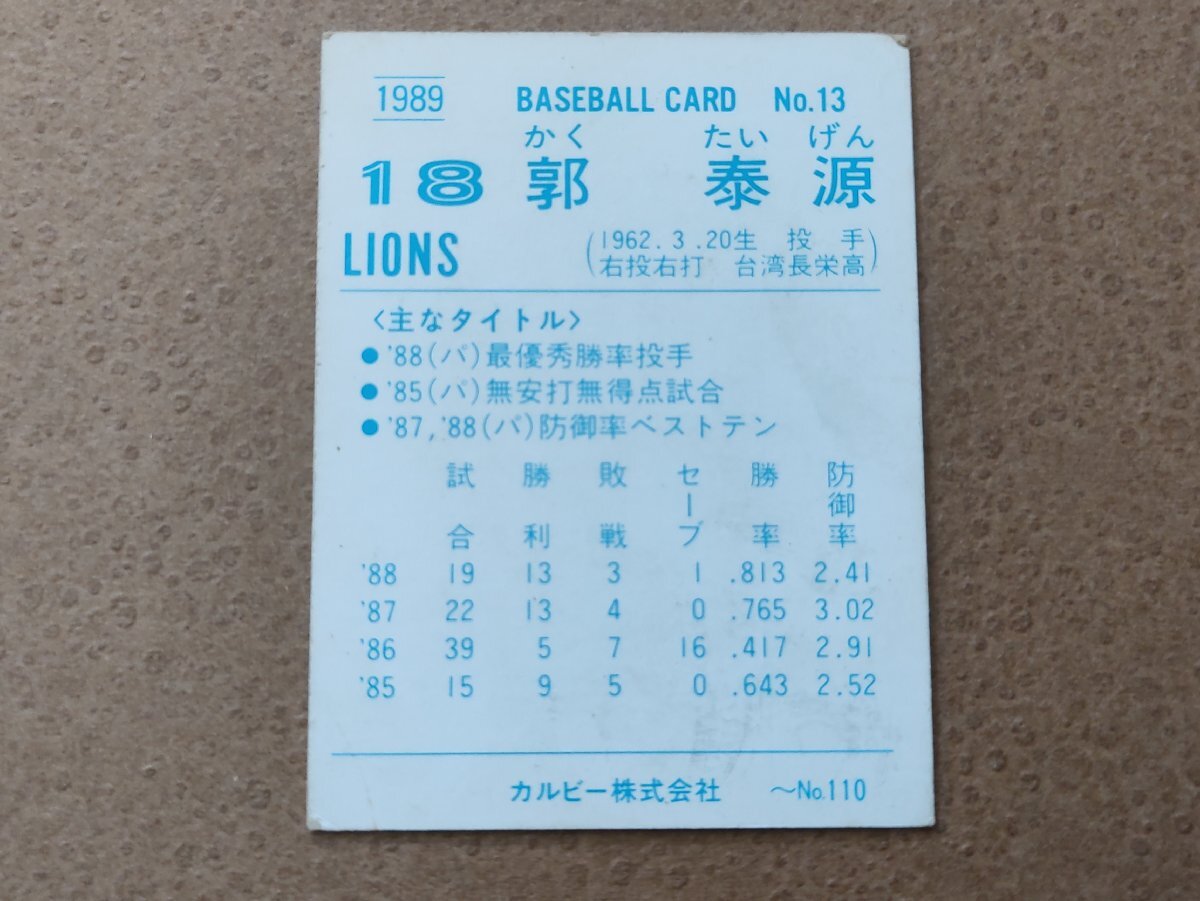 1989 BASEBALL CARD No.13
かく たい げん
18 郭 泰 源
LIONS
(1962.3.20生 投手
右投右打 台湾長栄高)
〈主なタイトル〉
●'88(パ)最優秀勝率投手
●'85(パ)無安打無得点試合
●'87,'88(パ)防御率ベストテン
試合 勝利 敗戦 セーブ 勝率 防御率
'88 19 13 3 1 .813 2.41
'87 22 13 4 0 .765 3.02
'86 39 5 7 16 .417 2.91
'85 15 9 5 0 .643 2.52
カルビー株式会社 〜No.110